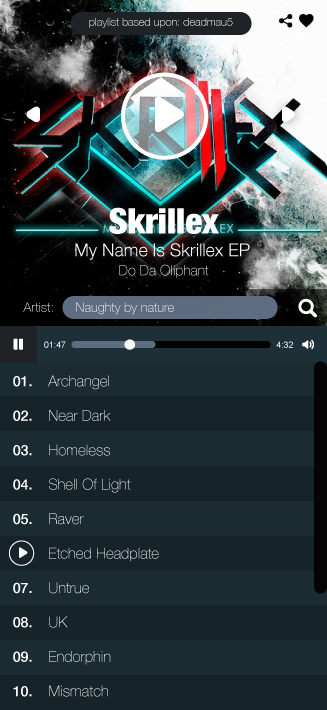 playlist based upon: deadmau5
SKRILLEX
Skrillex
My Name Is Skrillex EP
Do Da Oliphant
Artist: Naughty by nature
01:47 4:32
01. Archangel
02. Near Dark
03. Homeless
04. Shell Of Light
05. Raver
Etched Headplate
07. Untrue
08. UK
09. Endorphin
10. Mismatch